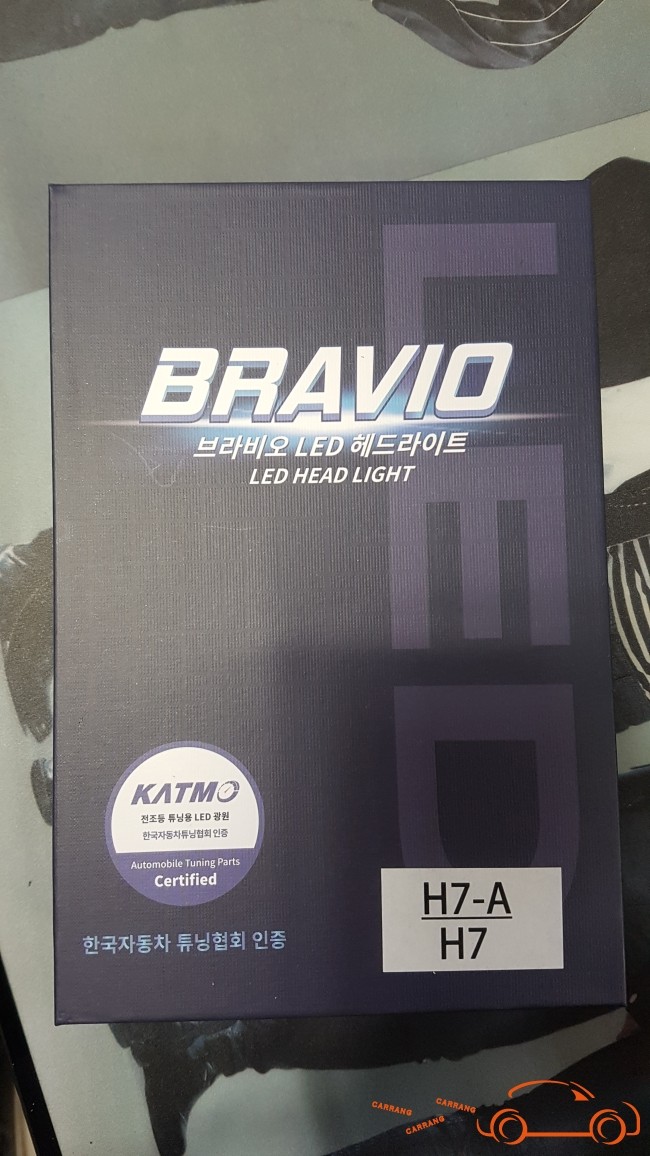 LED
BRAVIO
브라비오 LED 헤드라이트
LED HEAD LIGHT
KATMO
전조등 튜닝용 LED 광원
한국자동차튜닝협회 인증
Automobile Tuning Parts
Certified
한국자동차 튜닝협회 인증
H7-A
H7
CARRANG
CARRANG
CARRANG